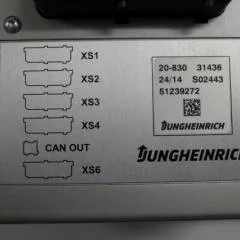 XS1
XS2
XS3
XS4
CAN OUT
XS6
20-830 31436
24/14 S02443
51239272
JUNGHEINRICH
JUNGHEINRICH